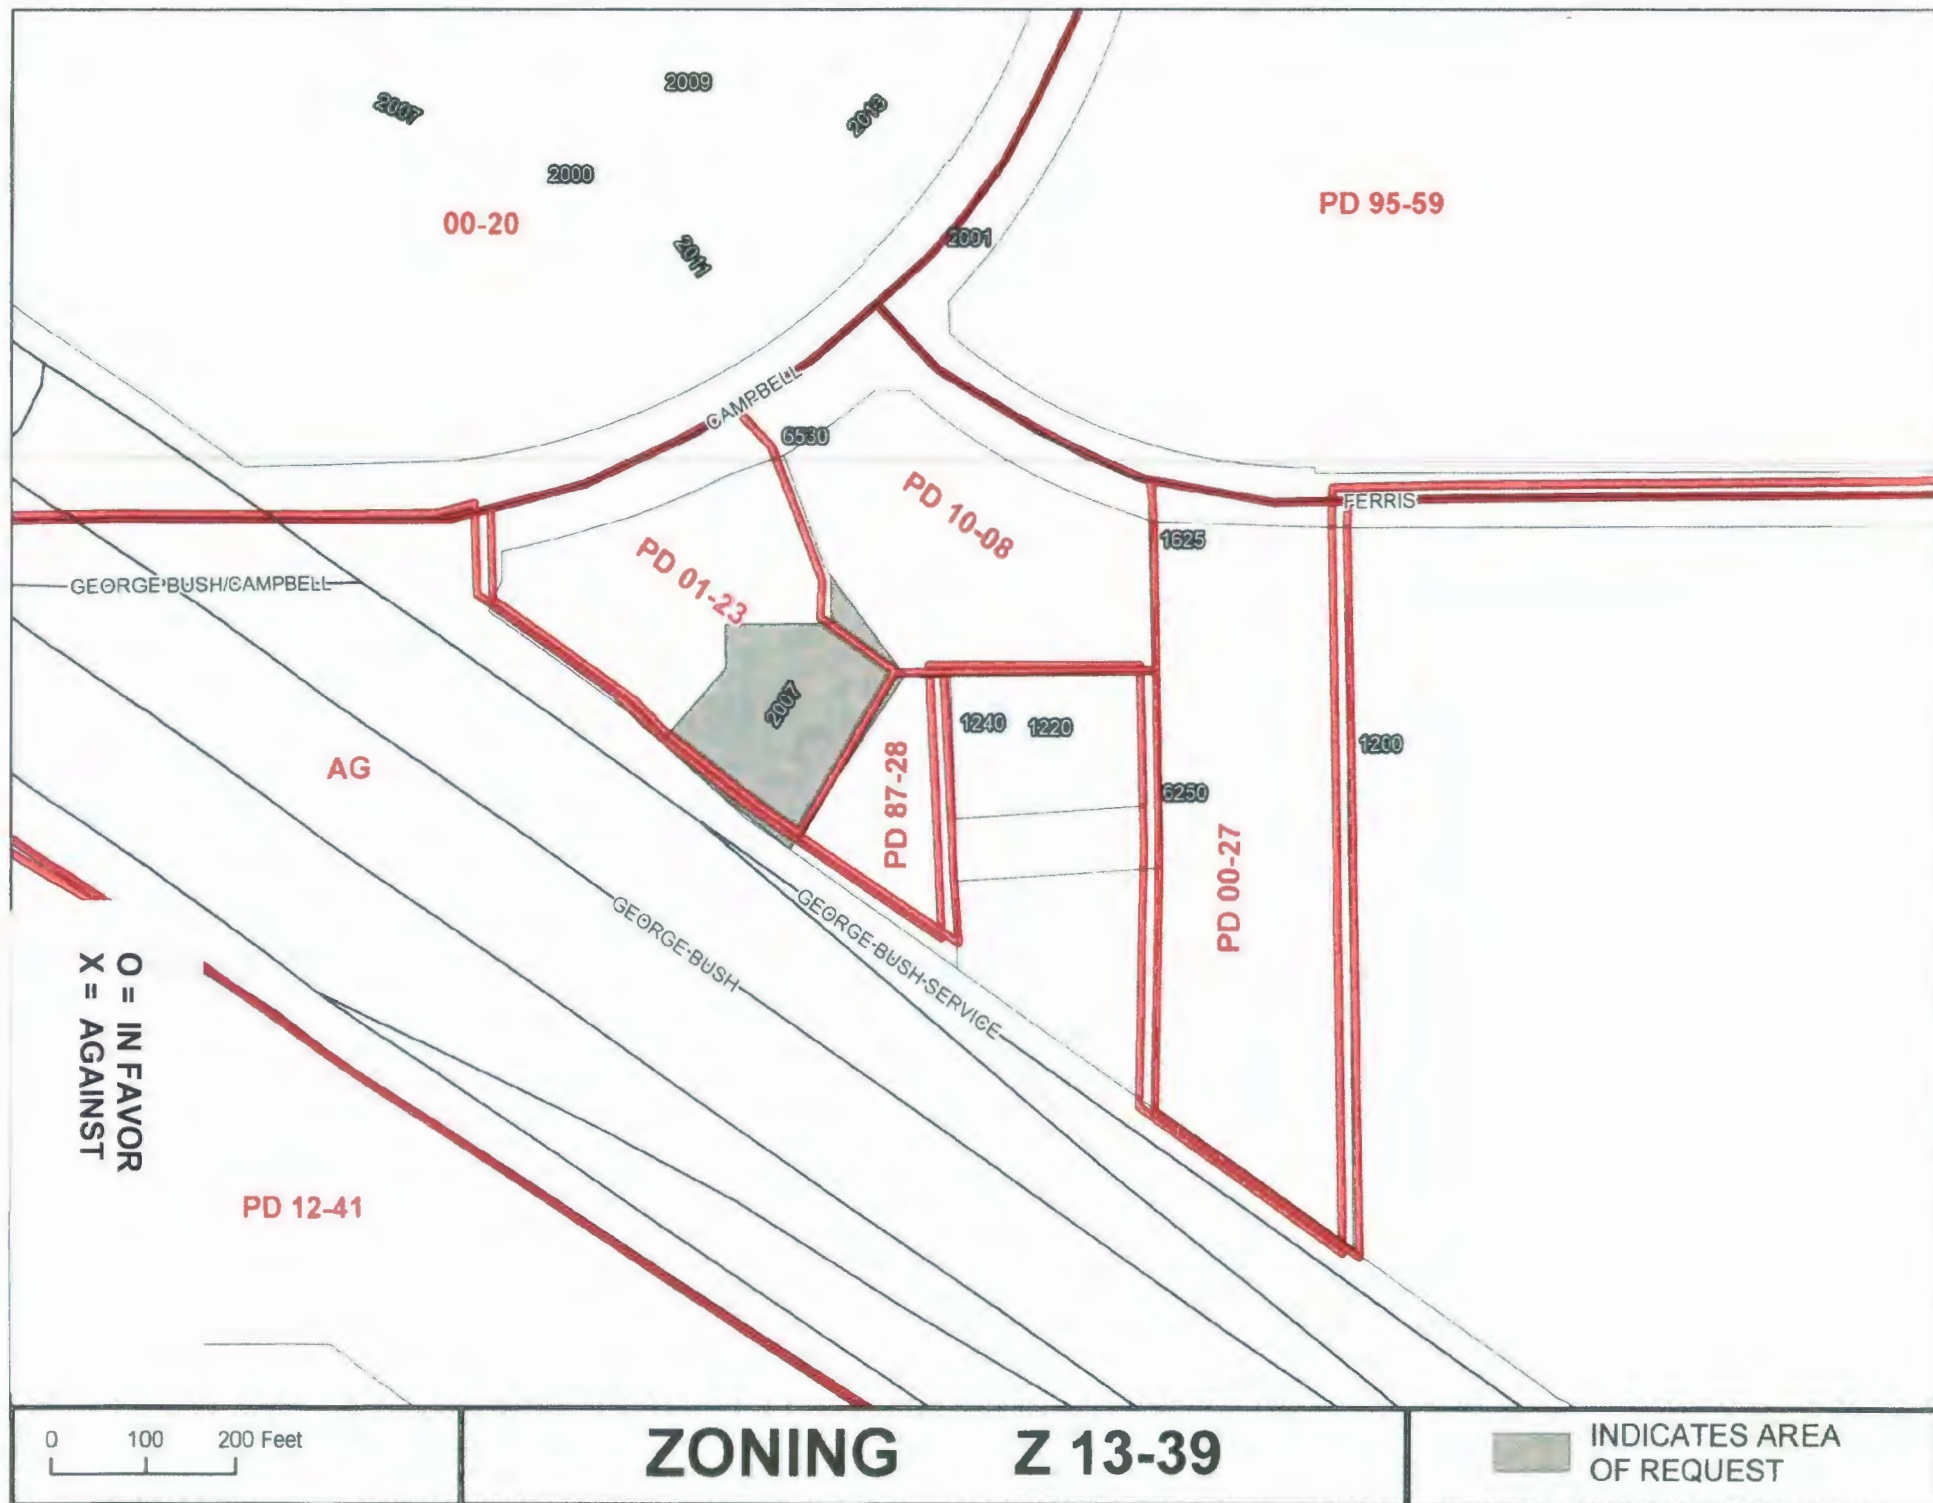 2007
2009
2013
2000
00-20
2011
2001
PD 95-59
CAMPBELL
6530
PD 10-08
FERRIS
1625
PD 01-23
GEORGE BUSH/CAMPBELL
2007
1240
1220
1200
AG
PD 87-28
6250
PD 00-27
GEORGE-BUSH
GEORGE-BUSH-SERVICE
O = IN FAVOR
X = AGAINST
PD 12-41
0 100 200 Feet
ZONING Z 13-39
INDICATES AREA
OF REQUEST